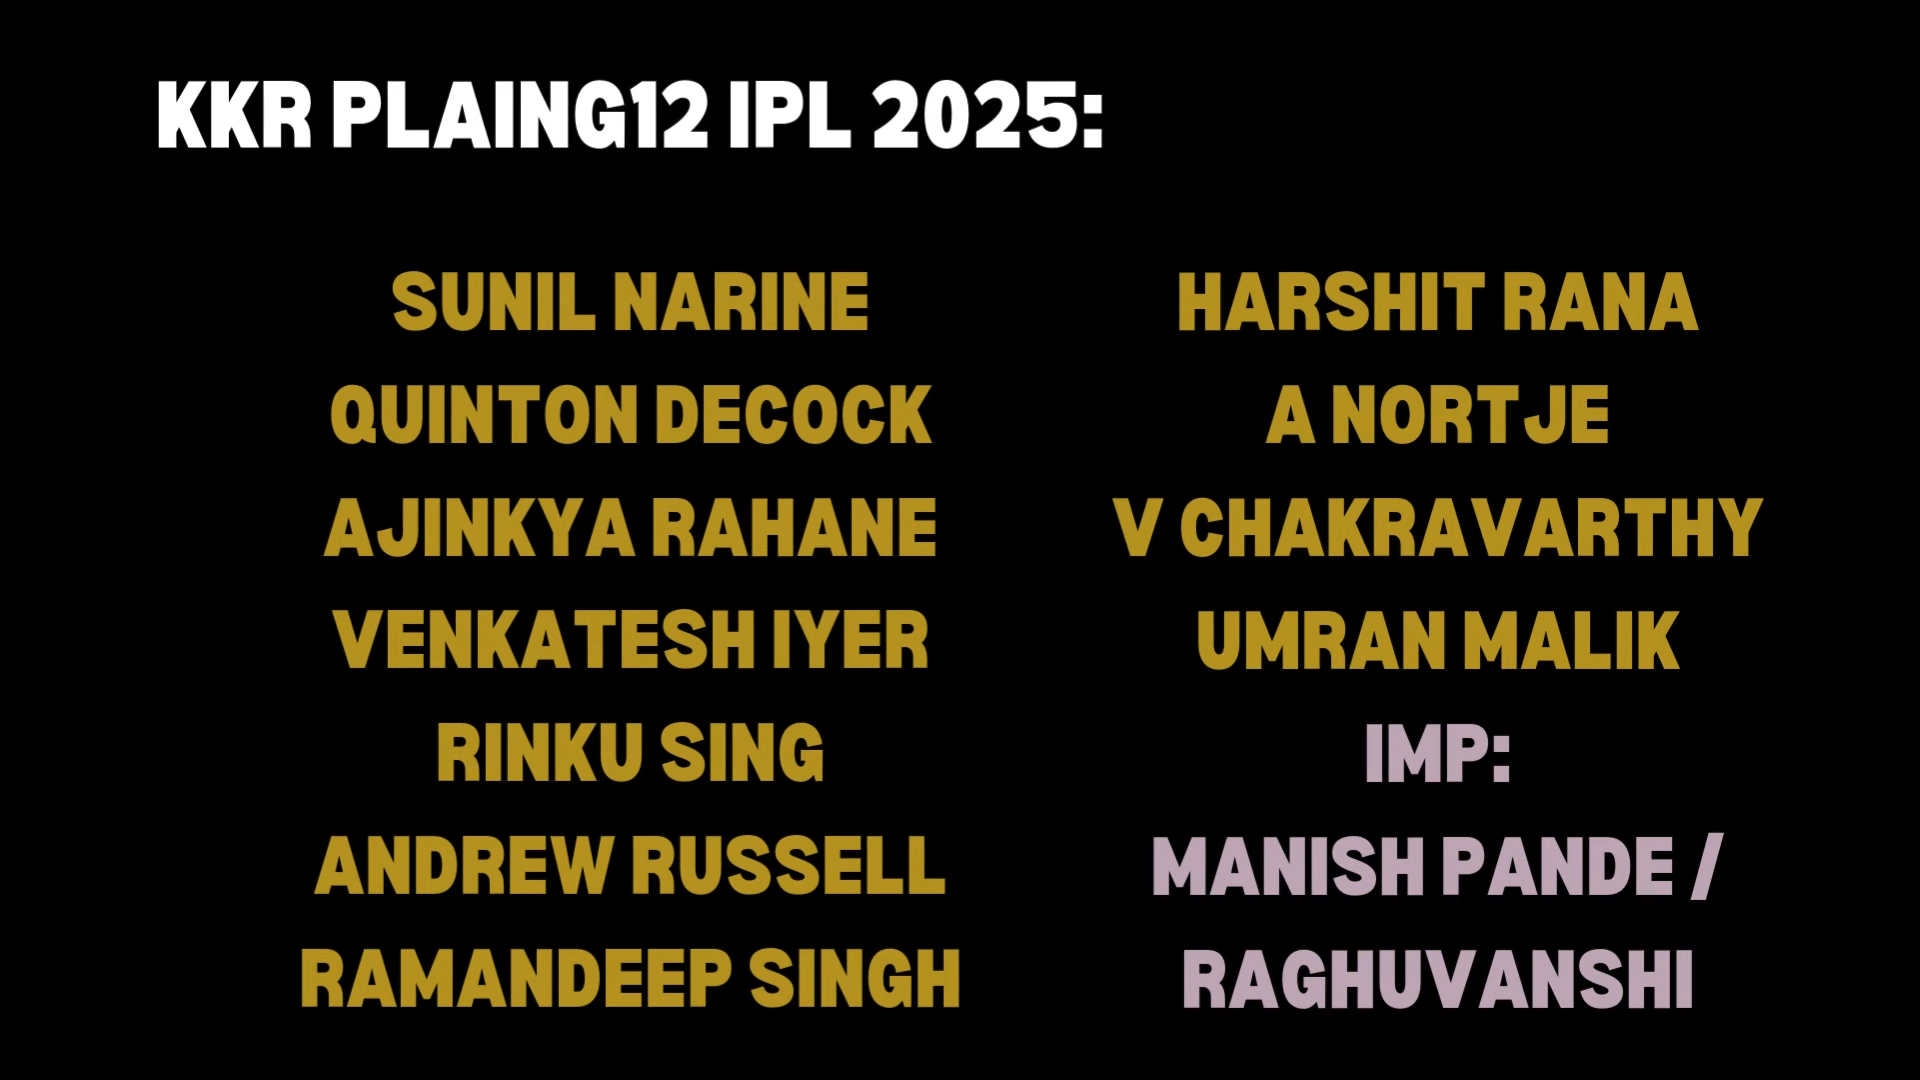 KKR PLAING12 IPL 2025:
SUNIL NARINE
QUINTON DECOCK
AJINKYA RAHANE
VENKATESH IYER
RINKU SING
ANDREW RUSSELL
RAMANDEEP SINGH
HARSHIT RANA
A NORTJE
V CHAKRAVARTHY
UMRAN MALIK
IMP:
MANISH PANDE /
RAGHUVANSHI